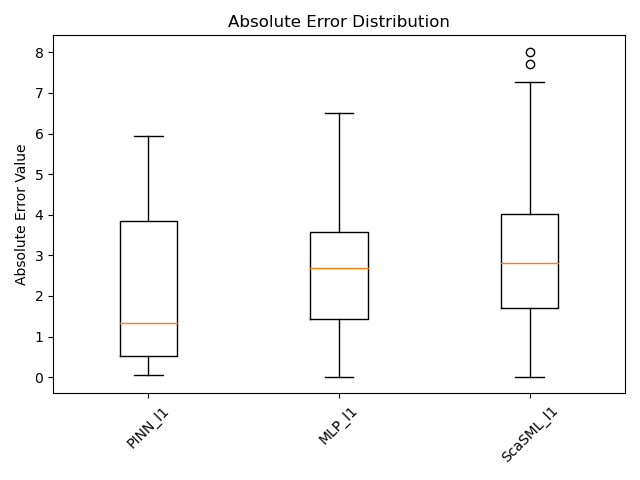 Absolute Error Distribution
Absolute Error Value
8
7
6
5
4
3
2
1
0
PINN_l1
MLP_l1
ScaSML_l1